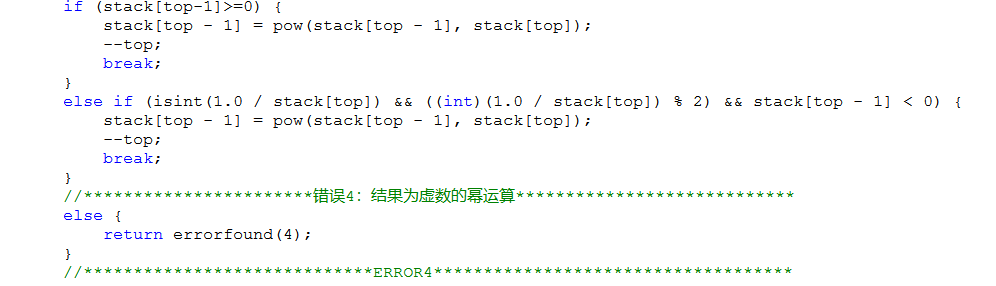 if (stack[top-1]>=0) {
stack[top - 1] = pow(stack[top - 1], stack[top]);
--top;
break;
}
else if (isint(1.0 / stack[top]) && ((int)(1.0 / stack[top]) % 2) && stack[top - 1] < 0) {
stack[top - 1] = pow(stack[top - 1], stack[top]);
--top;
break;
}
//***********************错误4：结果为虚数的幂运算****************************
else {
return errorfound(4);
}
//*****************************ERROR4************************************